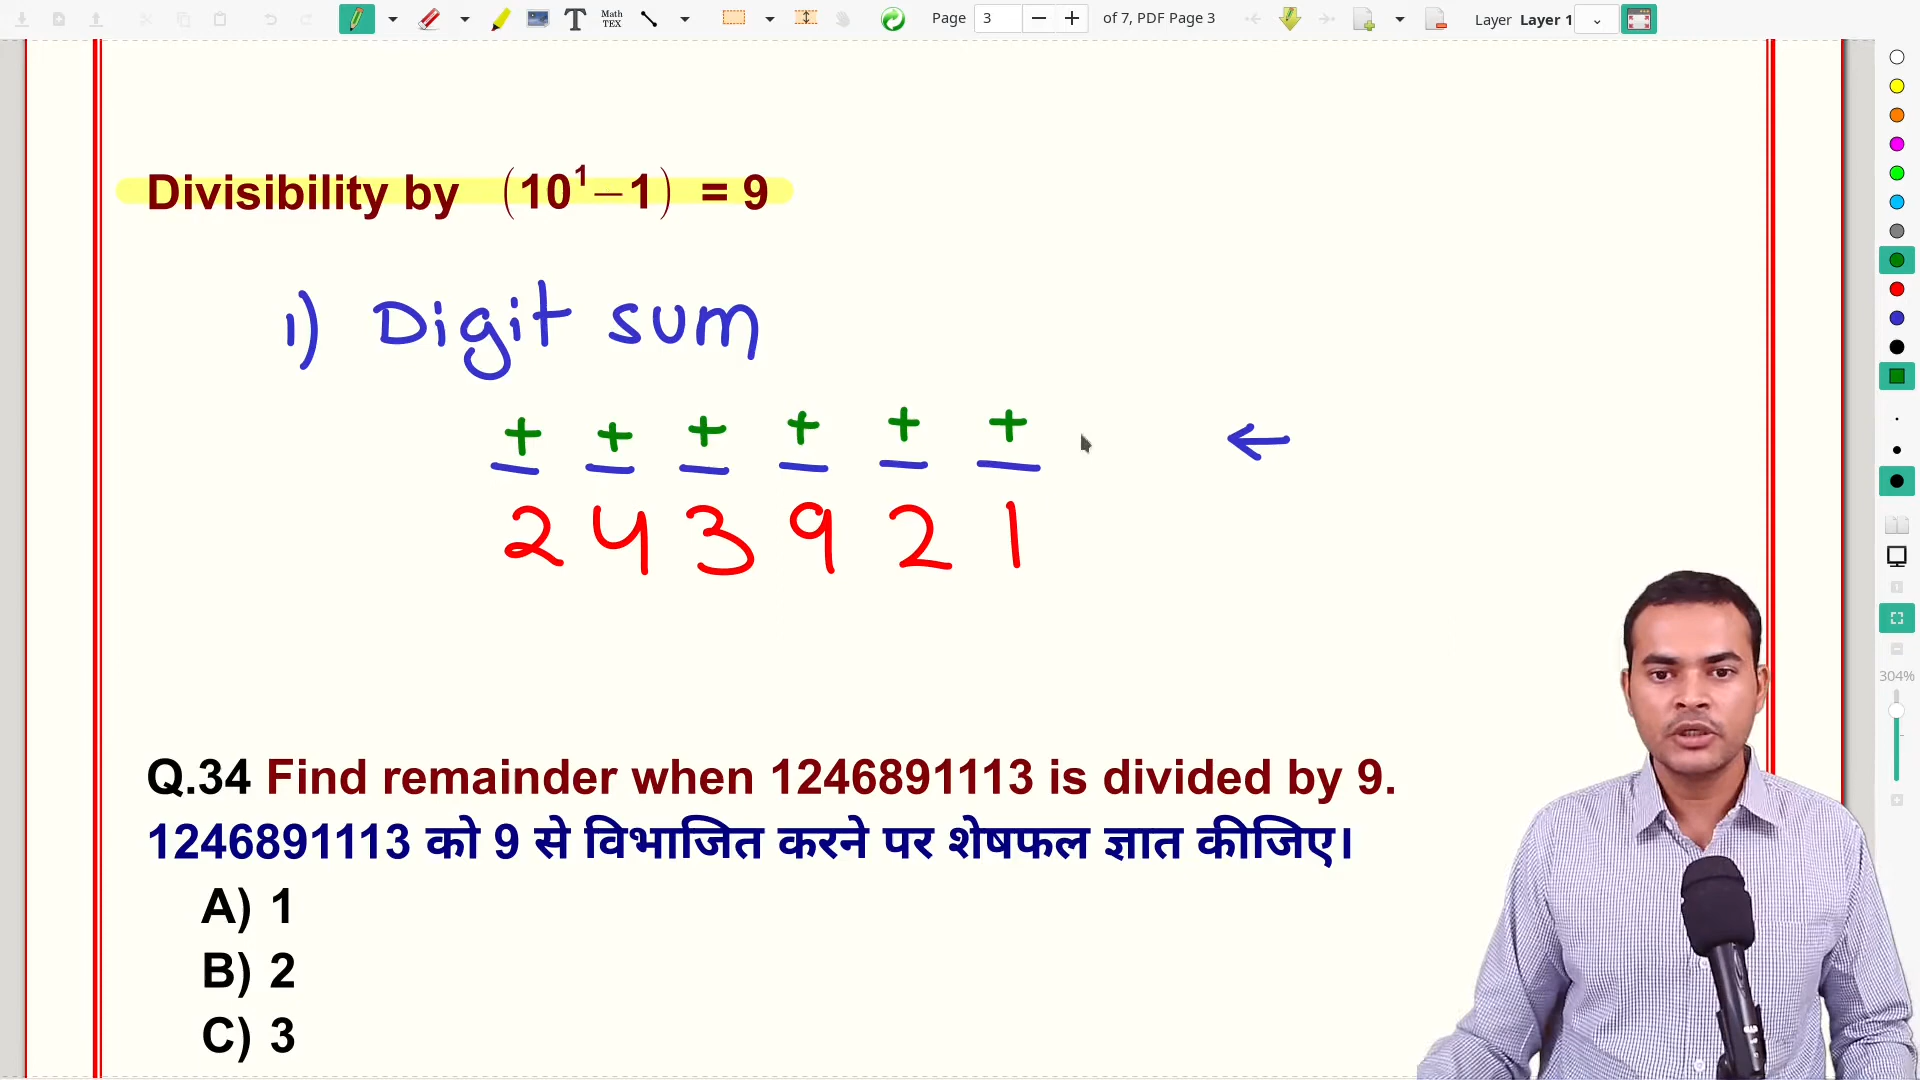 Math
TEX
Page 3 of 7, PDF Page 3 Layer Layer 1
Divisibility by (10¹−1) = 9
1) Digit sum
+ + + + + +
2 4 3 9 2 1
304%
Q.34 Find remainder when 1246891113 is divided by 9.
1246891113 को 9 से विभाजित करने पर शेषफल ज्ञात कीजिए।
A) 1
B) 2
C) 3